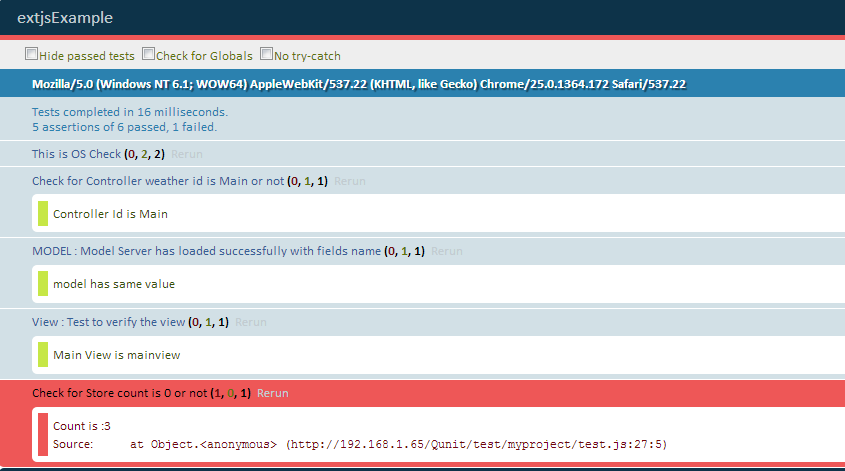 extjsExample
Hide passed tests Check for Globals No try-catch
Mozilla/5.0 (Windows NT 6.1; WOW64) AppleWebKit/537.22 (KHTML, like Gecko) Chrome/25.0.1364.172 Safari/537.22
Tests completed in 16 milliseconds.
5 assertions of 6 passed, 1 failed.
This is OS Check (0, 2, 2) Rerun
Check for Controller weather id is Main or not (0, 1, 1) Rerun
Controller Id is Main
MODEL : Model Server has loaded successfully with fields name (0, 1, 1) Rerun
model has same value
View : Test to verify the view (0, 1, 1) Rerun
Main View is mainview
Check for Store count is 0 or not (1, 0, 1) Rerun
Count is :3
Source: at Object.<anonymous> (http://192.168.1.65/Qunit/test/myproject/test.js:27:5)